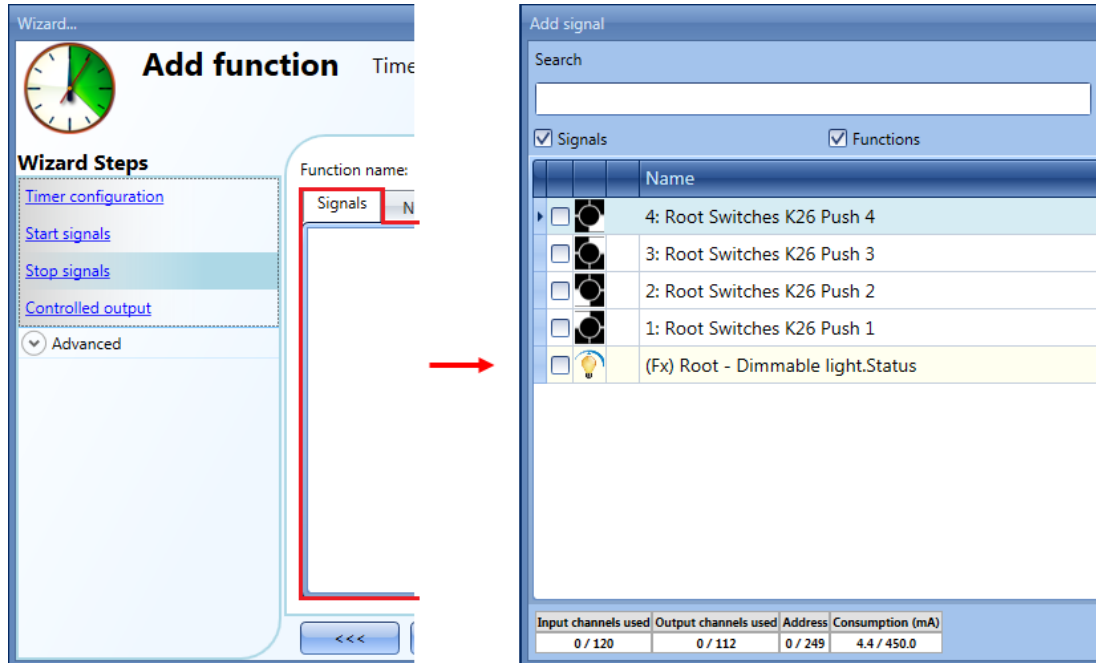 Wizard...
Add function Time
Wizard Steps
Timer configuration
Start signals
Stop signals
Controlled output
Advanced
Function name:
Signals N
<<<
Add signal
Search
Signals Functions
Name
4: Root Switches K26 Push 4
3: Root Switches K26 Push 3
2: Root Switches K26 Push 2
1: Root Switches K26 Push 1
(Fx) Root - Dimmable light.Status
Input channels used Output channels used Address Consumption (mA)
0 / 120 0 / 112 0 / 249 4.4 / 450.0